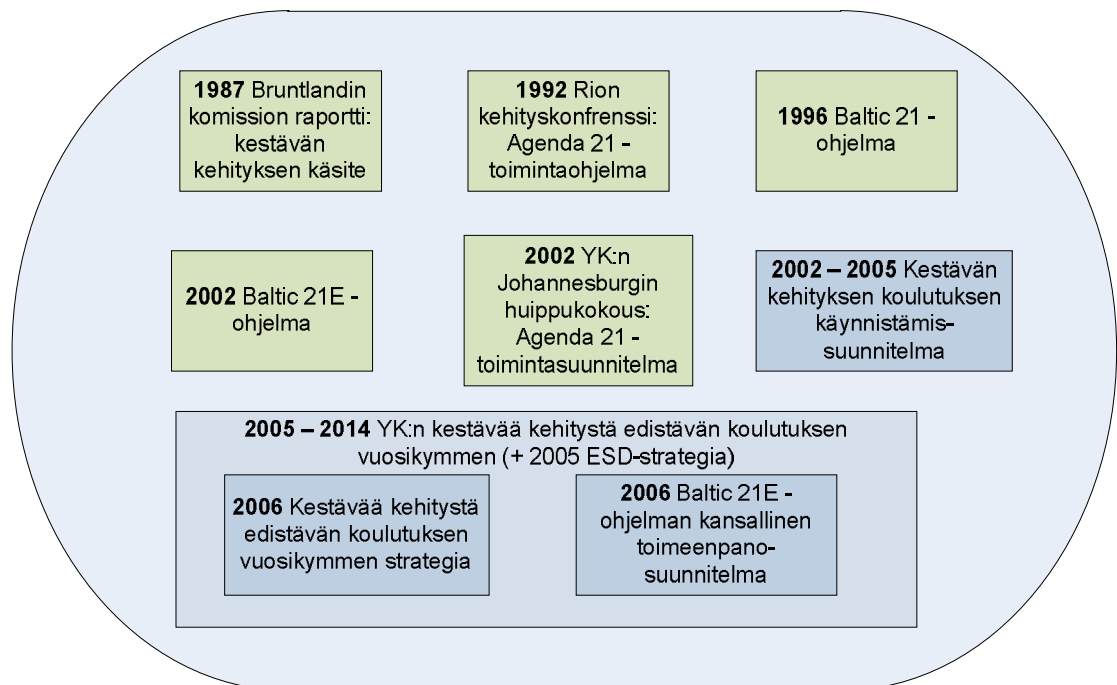 1987 Bruntlandin
komission raportti:
kestävän
kehityksen käsite
1992 Rion
kehityskonfrenssi:
Agenda 21 -
toimintaohjelma
1996 Baltic 21 -
ohjelma
2002 Baltic 21E -
ohjelma
2002 YK:n
Johannesburgin
huippukokous:
Agenda 21 -
toimintasuunnitelma
2002 – 2005 Kestävän
kehityksen koulutuksen
käynnistämis-
suunnitelma
2005 – 2014 YK:n kestävää kehitystä edistävän koulutuksen
vuosikymmen (+ 2005 ESD-strategia)
2006 Kestävää kehitystä
edistävän koulutuksen
vuosikymmen strategia
2006 Baltic 21E -
ohjelman kansallinen
toimeenpano-
suunnitelma